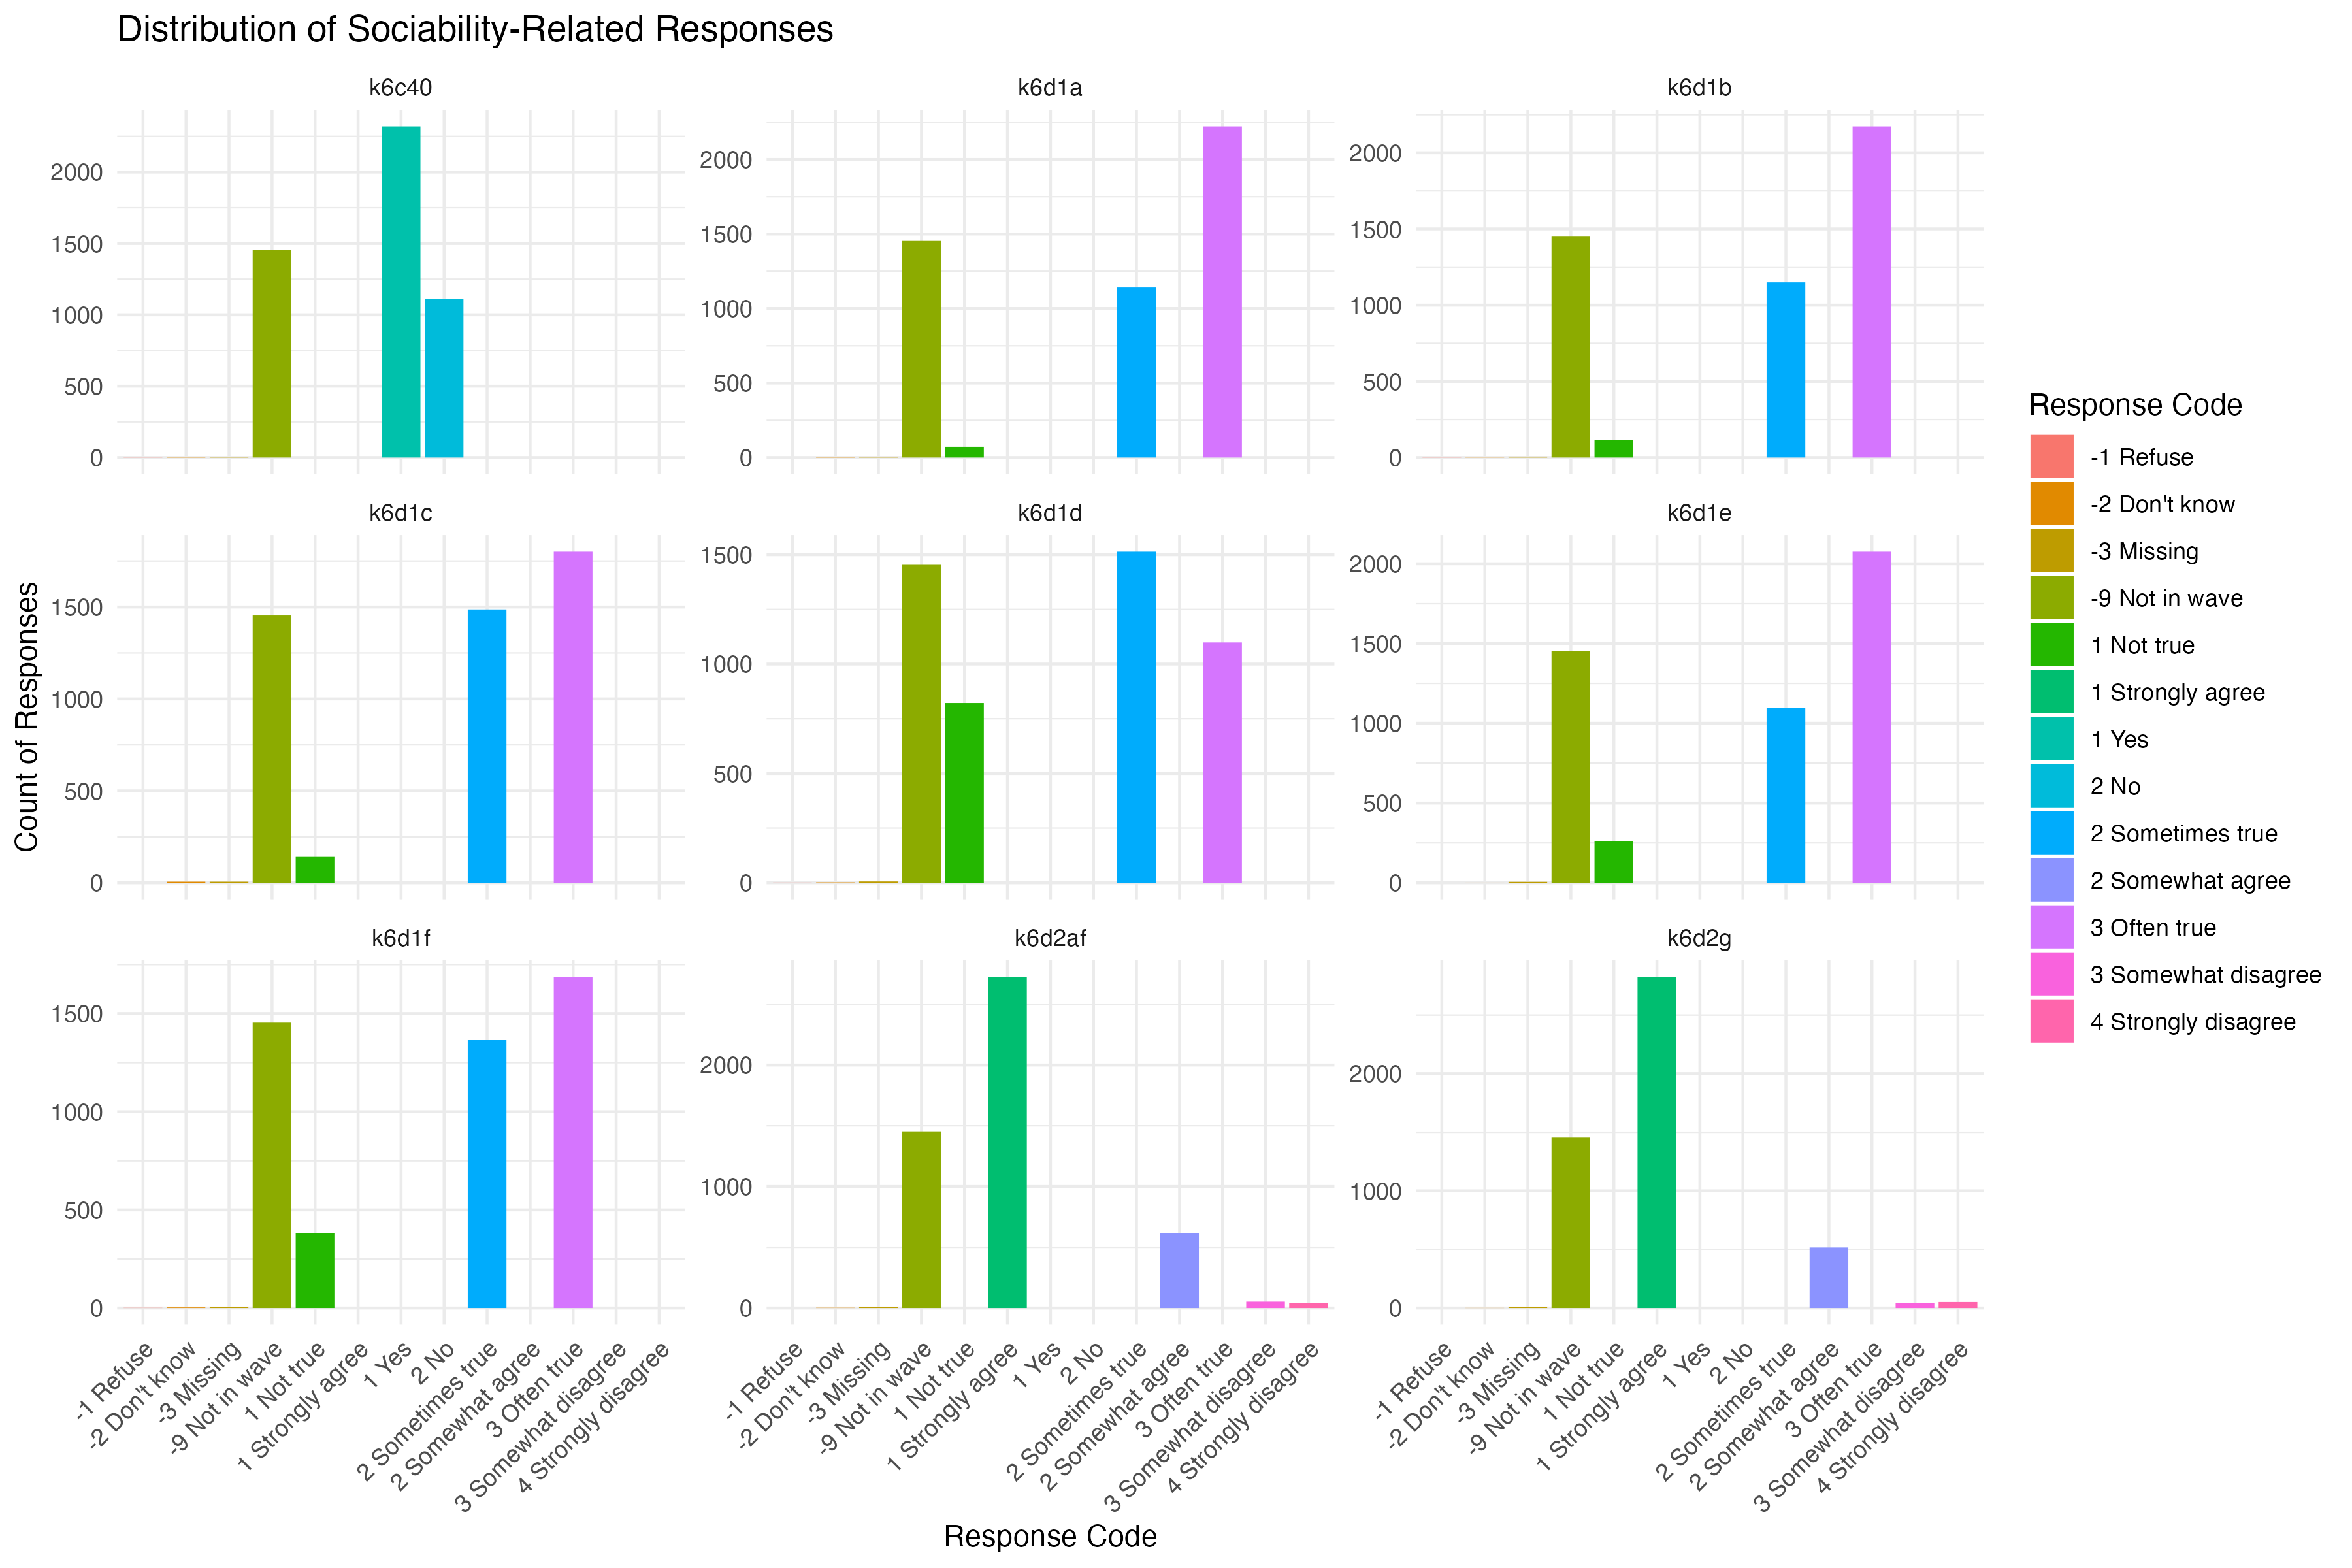 Distribution of Sociability-Related Responses
k6c40
k6d1a
k6d1b
2000
1500
1000
500
0
2000
1500
1000
500
0
2000
1500
1000
500
0
k6d1c
k6d1d
k6d1e
1500
1000
500
0
1500
1000
500
0
2000
1500
1000
500
0
k6d1f
k6d2af
k6d2g
1500
1000
500
0
2000
1000
0
2000
1000
0
-1 Refuse
-2 Don't know
-3 Missing
-9 Not in wave
1 Not true
1 Strongly agree
1 Yes
2 No
2 Sometimes true
2 Somewhat agree
3 Often true
3 Somewhat disagree
4 Strongly disagree
-1 Refuse
-2 Don't know
-3 Missing
-9 Not in wave
1 Not true
1 Strongly agree
1 Yes
2 No
2 Sometimes true
2 Somewhat agree
3 Often true
3 Somewhat disagree
4 Strongly disagree
-1 Refuse
-2 Don't know
-3 Missing
-9 Not in wave
1 Not true
1 Strongly agree
1 Yes
2 No
2 Sometimes true
2 Somewhat agree
3 Often true
3 Somewhat disagree
4 Strongly disagree
Response Code
Count of Responses
Response Code
-1 Refuse
-2 Don't know
-3 Missing
-9 Not in wave
1 Not true
1 Strongly agree
1 Yes
2 No
2 Sometimes true
2 Somewhat agree
3 Often true
3 Somewhat disagree
4 Strongly disagree